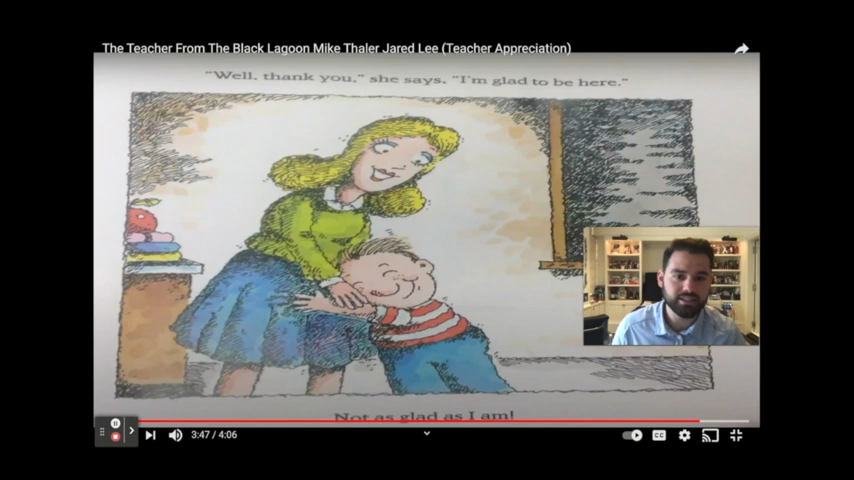 The Teacher From The Black Lagoon Mike Thaler Jared Lee (Teacher Appreciation)
"Well, thank you," she says. "I'm glad to be here."
Not as glad as I am!
3:47 / 4:06
CC